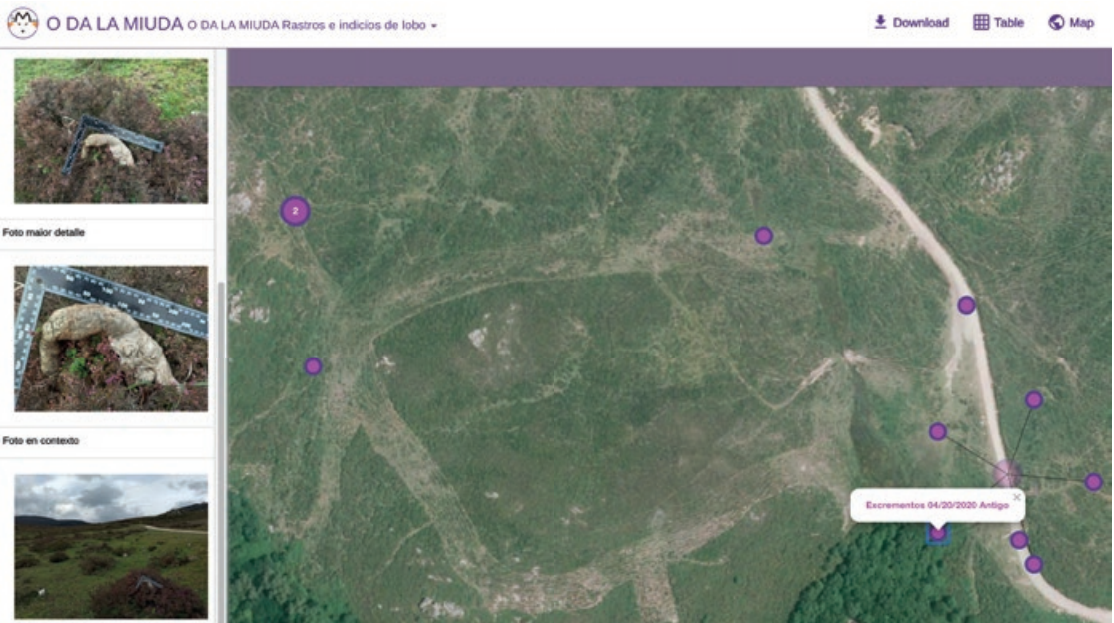 O DA LA MIUDA O DA LA MIUDA Rastros e indicios de lobo
Download
Table
Map
Foto maior detalle
Foto en contexto
2
Excrementos 04/20/2020 Antigo